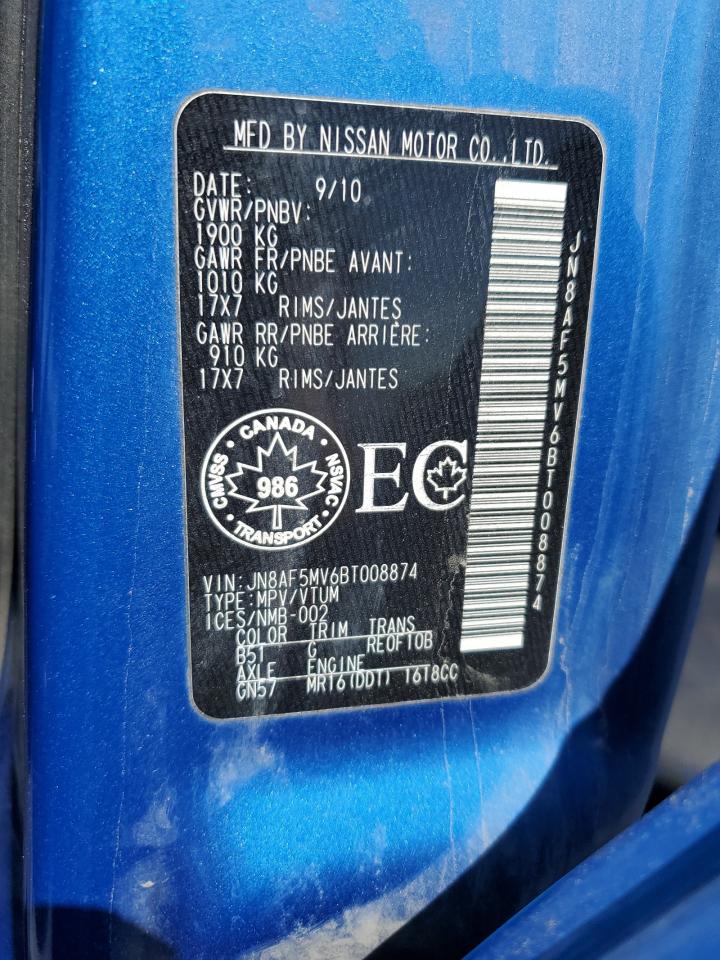 MFD BY NISSAN MOTOR CO.,LTD.
DATE: 9/10
GVWR/PNBV:
1900 KG
GAWR FR/PNBE AVANT:
1010 KG
17X7 RIMS/JANTES
GAWR RR/PNBE ARRIERE:
910 KG
17X7 RIMS/JANTES
CANADA
CMVSS 986 NSVAC
TRANSPORT
EC
VIN:JN8AF5MV6BT008874
TYPE:MPV/VTUM
ICES/NMB-002
COLOR TRIM TRANS
B51 G RE0F10B
AXLE ENGINE
GN57 MR16(DDT) 1618CC
JN8AF5MV6BT008874